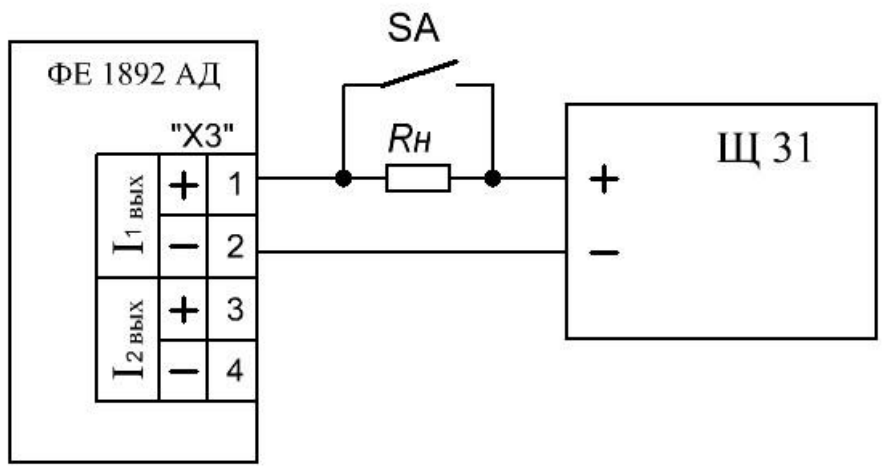 SA
ФЕ 1892 АД
"Х3"
Rн
Щ 31
I1 вых
+ 1
− 2
I2 вых
+ 3
− 4
+
−